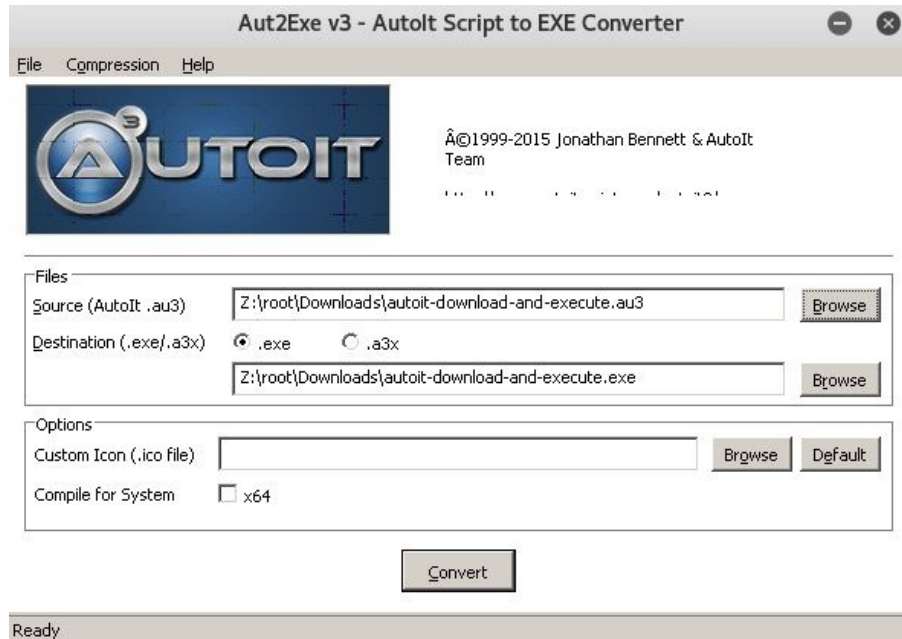 Aut2Exe v3 - AutoIt Script to EXE Converter
File Compression Help
3
AUTOIT
Â©1999-2015 Jonathan Bennett & AutoIt
Team
Files
Source (AutoIt .au3) Z:\root\Downloads\autoit-download-and-execute.au3 Browse
Destination (.exe/.a3x) .exe .a3x
Z:\root\Downloads\autoit-download-and-execute.exe Browse
Options
Custom Icon (.ico file) Browse Default
Compile for System x64
Convert
Ready